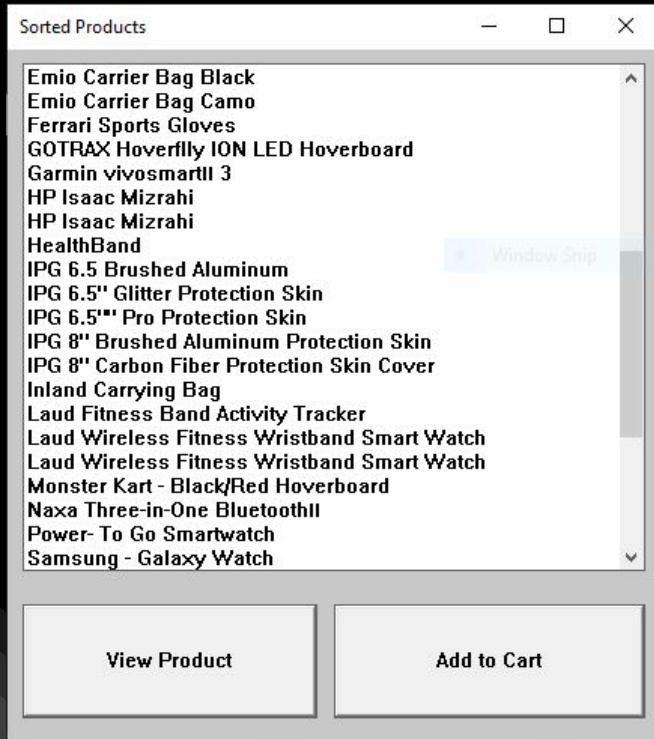 Sorted Products
Emio Carrier Bag Black
Emio Carrier Bag Camo
Ferrari Sports Gloves
GOTRAX Hoverflly ION LED Hoverboard
Garmin vivosmartII 3
HP Isaac Mizrahi
HP Isaac Mizrahi
HealthBand
Window Snip
IPG 6.5 Brushed Aluminum
IPG 6.5" Glitter Protection Skin
IPG 6.5"" Pro Protection Skin
IPG 8" Brushed Aluminum Protection Skin
IPG 8" Carbon Fiber Protection Skin Cover
Inland Carrying Bag
Laud Fitness Band Activity Tracker
Laud Wireless Fitness Wristband Smart Watch
Laud Wireless Fitness Wristband Smart Watch
Monster Kart - Black/Red Hoverboard
Naxa Three-in-One BluetoothII
Power- To Go Smartwatch
Samsung - Galaxy Watch
View Product
Add to Cart